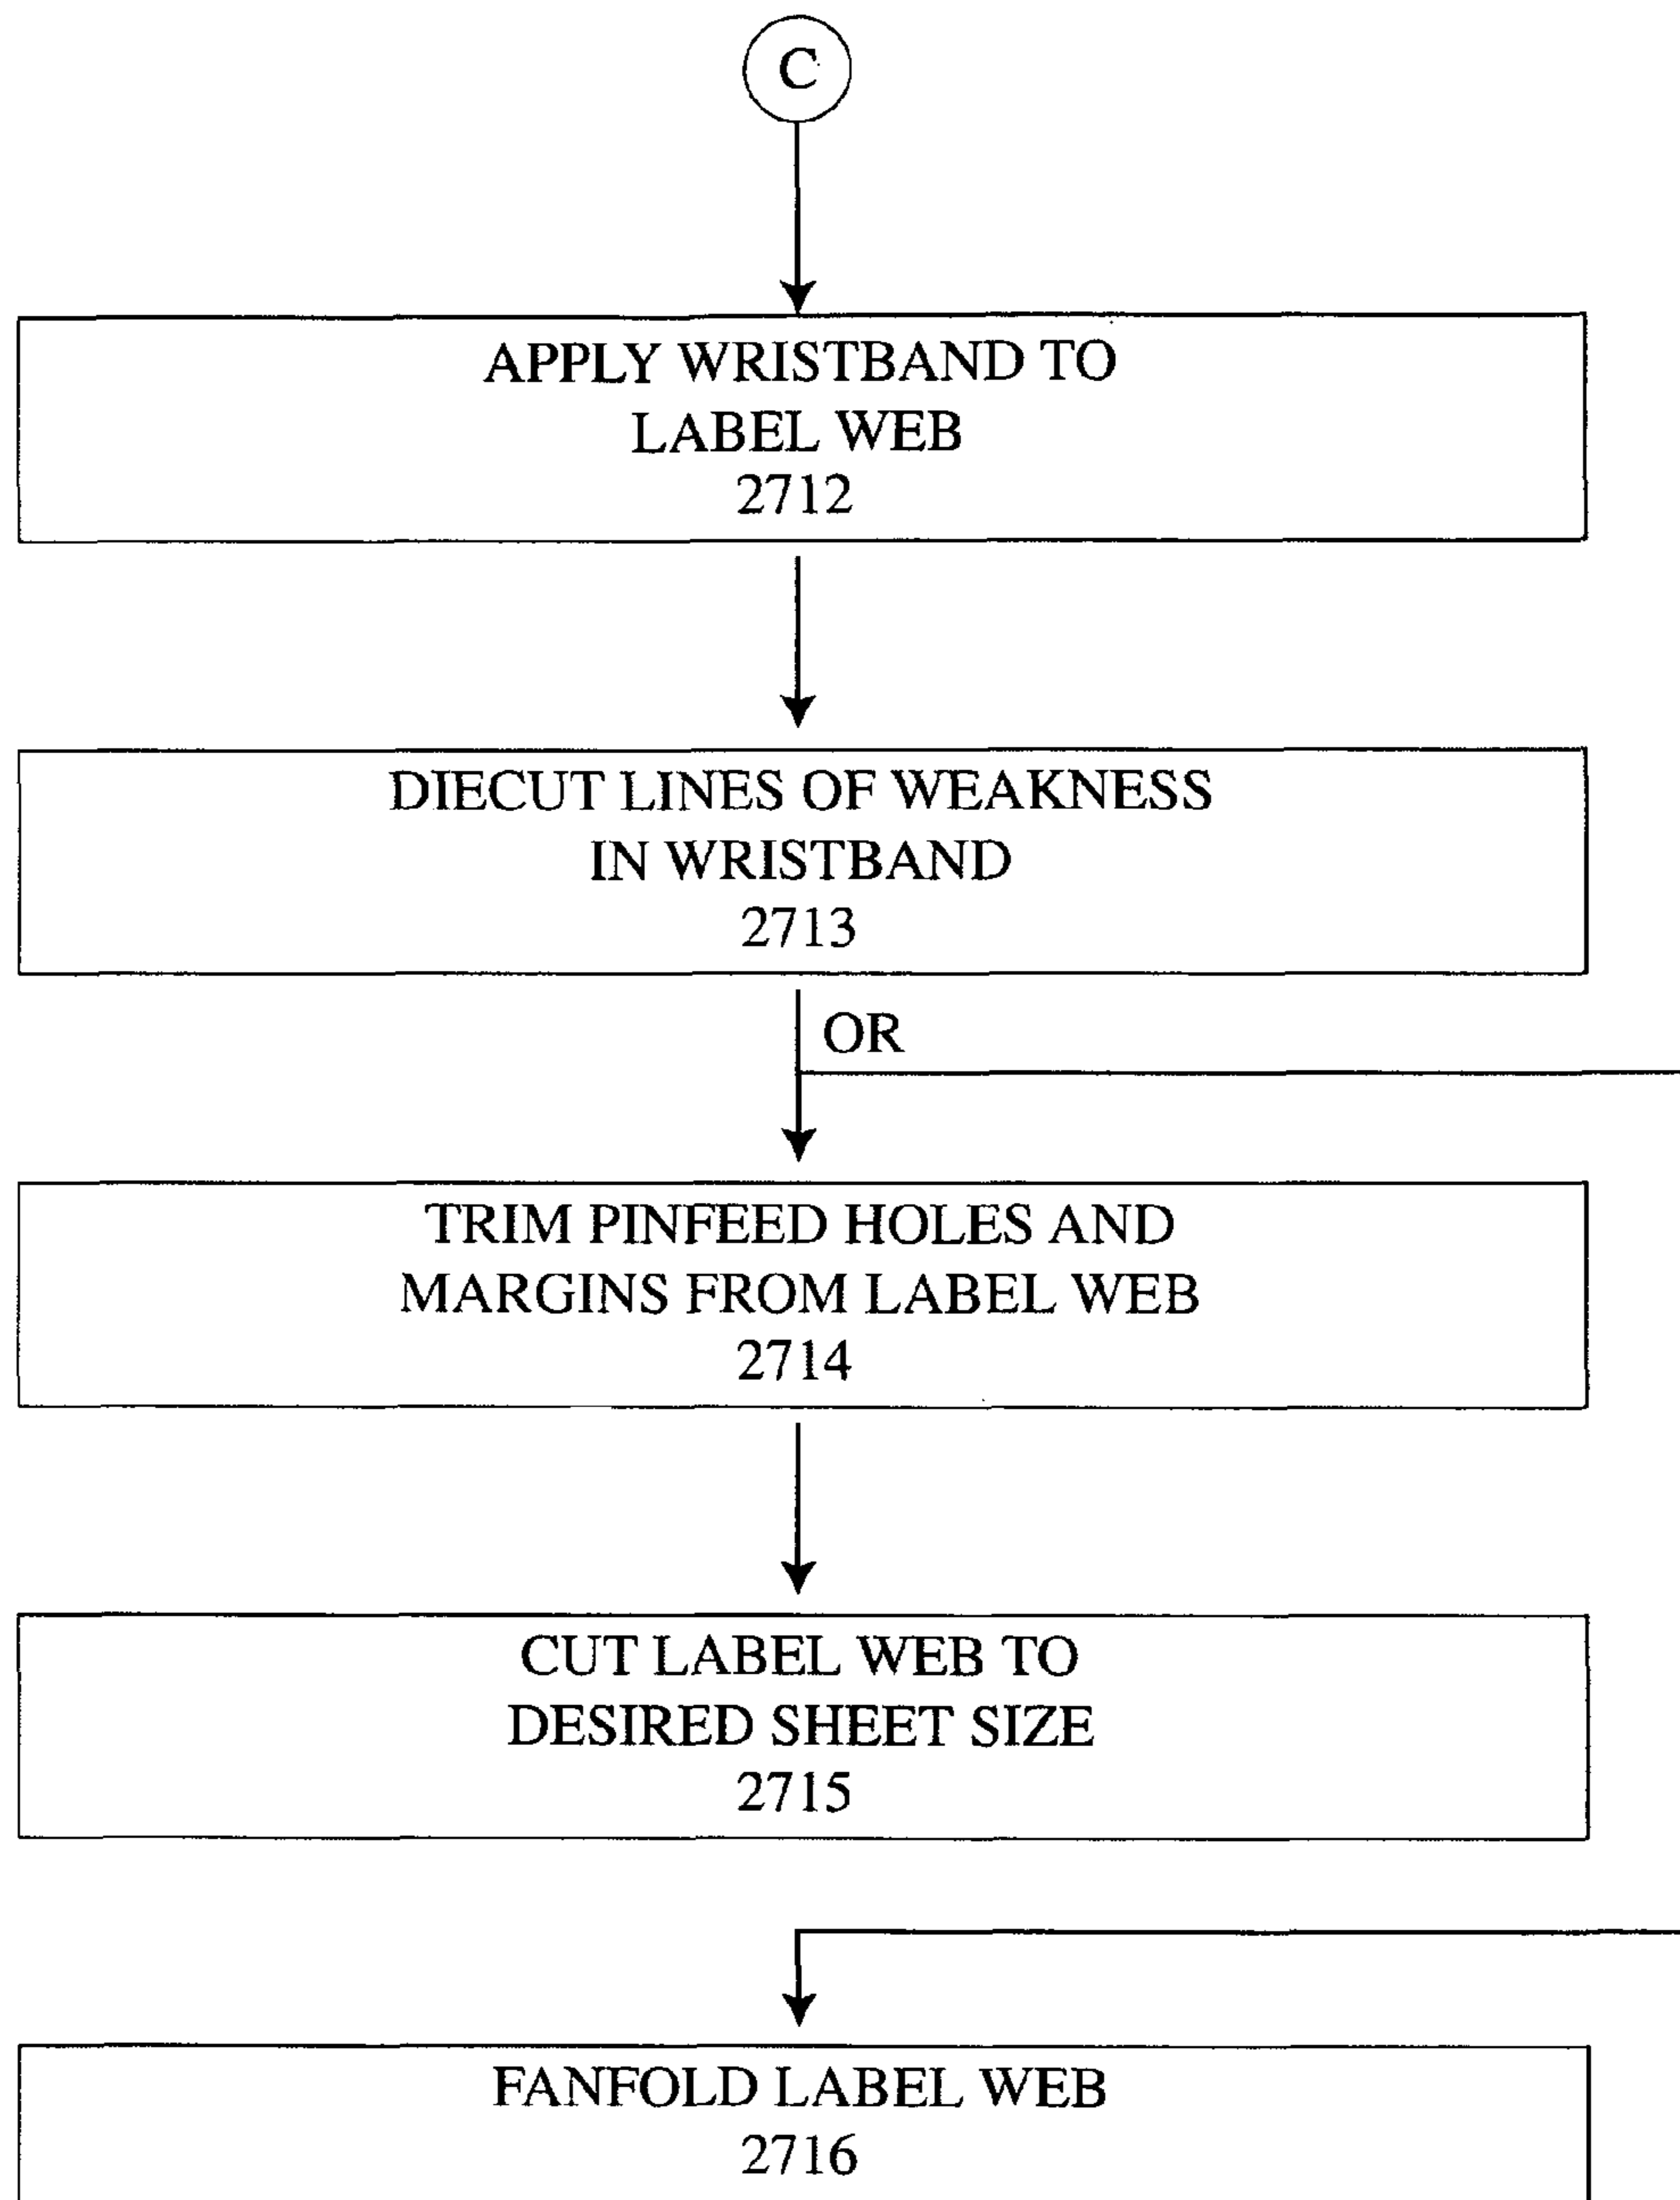 C
APPLY WRISTBAND TO
LABEL WEB
2712
DIECUT LINES OF WEAKNESS
IN WRISTBAND
2713
OR
TRIM PINFEED HOLES AND
MARGINS FROM LABEL WEB
2714
CUT LABEL WEB TO
DESIRED SHEET SIZE
2715
FANFOLD LABEL WEB
2716